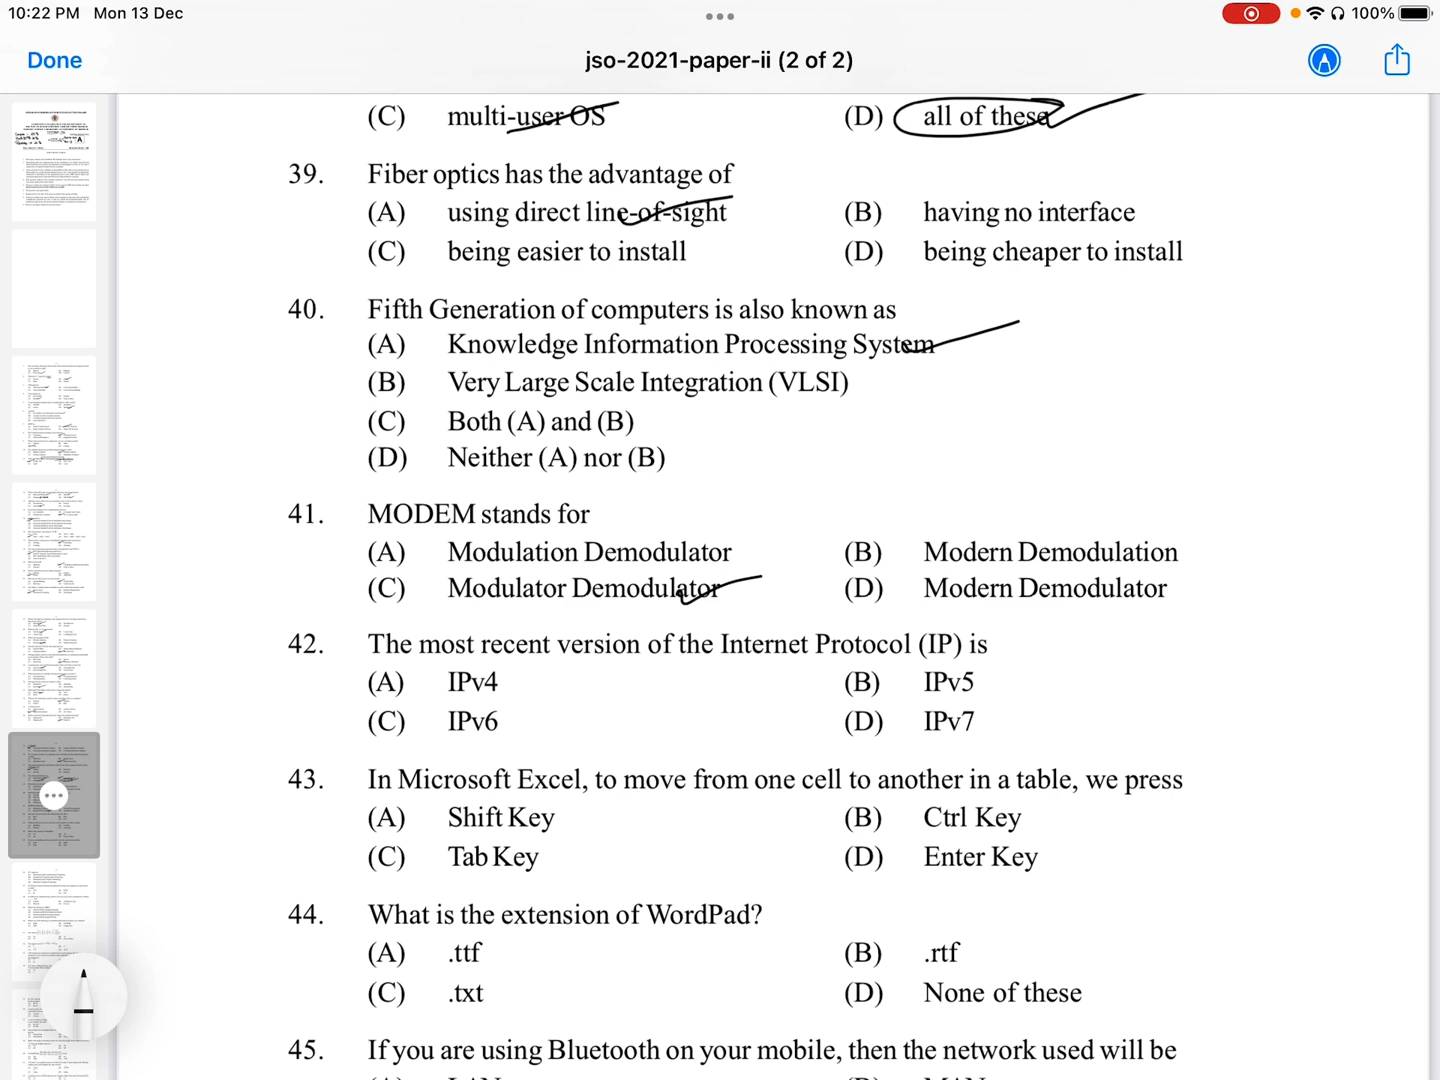 10:22 PM Mon 13 Dec
100%
Done
jso-2021-paper-ii (2 of 2)
(C) multi-user OS (D) all of these
39. Fiber optics has the advantage of
(A) using direct line-of-sight (B) having no interface
(C) being easier to install (D) being cheaper to install
40. Fifth Generation of computers is also known as
(A) Knowledge Information Processing System
(B) Very Large Scale Integration (VLSI)
(C) Both (A) and (B)
(D) Neither (A) nor (B)
41. MODEM stands for
(A) Modulation Demodulator (B) Modern Demodulation
(C) Modulator Demodulator (D) Modern Demodulator
42. The most recent version of the Internet Protocol (IP) is
(A) IPv4 (B) IPv5
(C) IPv6 (D) IPv7
43. In Microsoft Excel, to move from one cell to another in a table, we press
(A) Shift Key (B) Ctrl Key
(C) Tab Key (D) Enter Key
44. What is the extension of WordPad?
(A) .ttf (B) .rtf
(C) .txt (D) None of these
45. If you are using Bluetooth on your mobile, then the network used will be